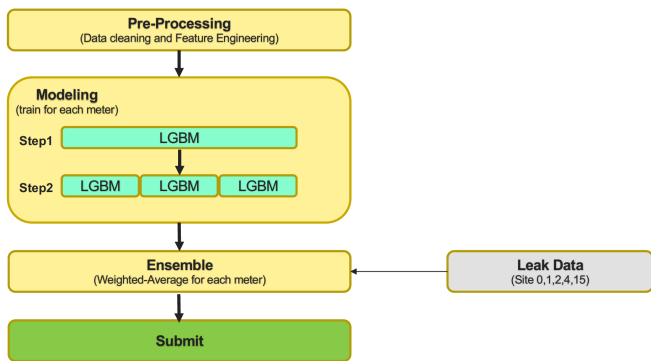 Pre-Processing
(Data cleaning and Feature Engineering)
Modeling
(train for each meter)
Step1
LGBM
Step2
LGBM LGBM LGBM
Ensemble
(Weighted-Average for each meter)
Leak Data
(Site 0,1,2,4,15)
Submit